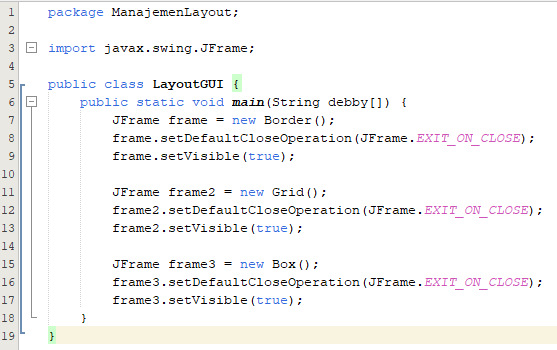 1 package ManajemenLayout;
2
3 import javax.swing.JFrame;
4
5 public class LayoutGUI {
6 public static void main(String debby[]) {
7 JFrame frame = new Border();
8 frame.setDefaultCloseOperation(JFrame.EXIT_ON_CLOSE);
9 frame.setVisible(true);
10
11 JFrame frame2 = new Grid();
12 frame2.setDefaultCloseOperation(JFrame.EXIT_ON_CLOSE);
13 frame2.setVisible(true);
14
15 JFrame frame3 = new Box();
16 frame3.setDefaultCloseOperation(JFrame.EXIT_ON_CLOSE);
17 frame3.setVisible(true);
18 }
19 }